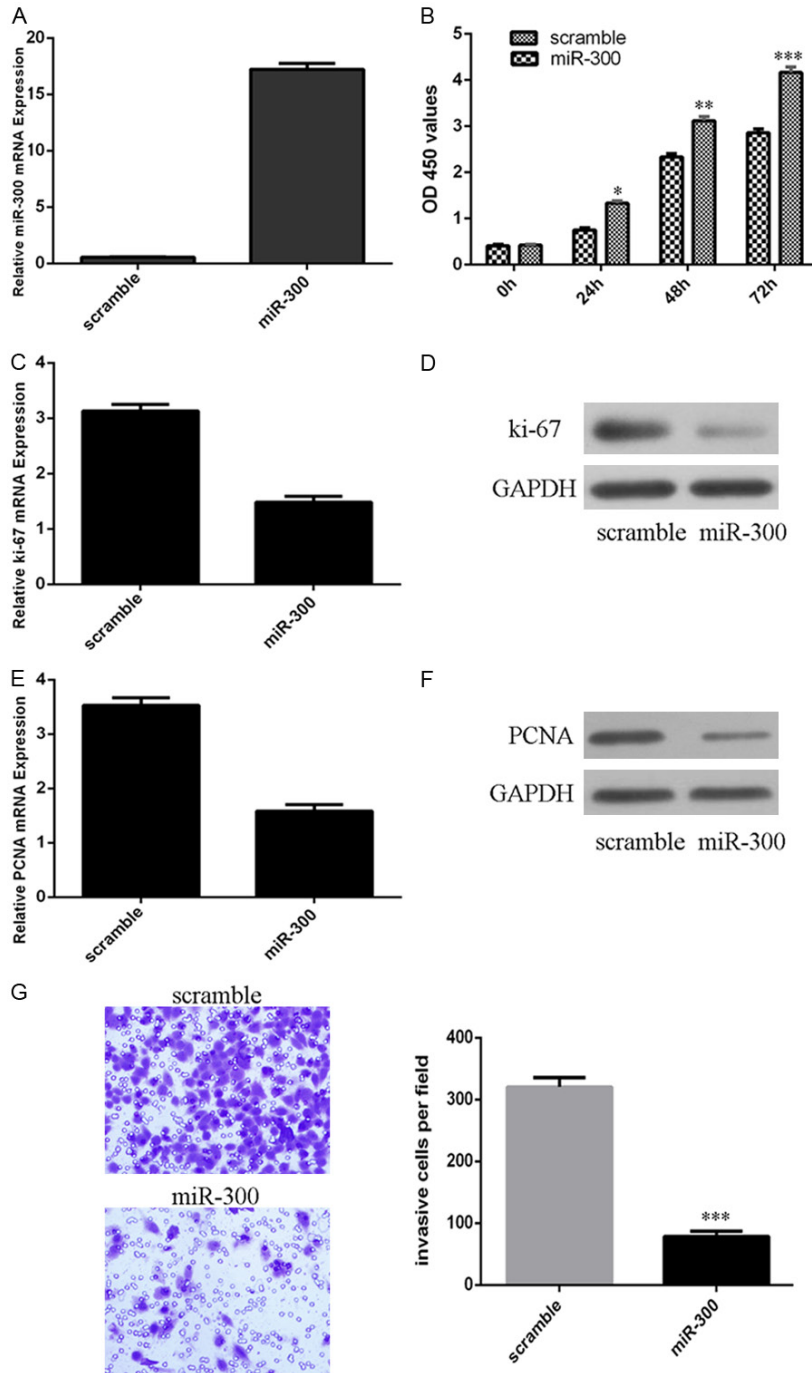 A
Relative miR-300 mRNA Expression
20
15
10
5
0
scramble
miR-300
B
scramble
miR-300
OD 450 values
5
4
3
2
1
0
*
**
***
0h
24h
48h
72h
C
Relative ki-67 mRNA Expression
4
3
2
1
0
scramble
miR-300
D
ki-67
GAPDH
scramble miR-300
E
Relative PCNA mRNA Expression
4
3
2
1
0
scramble
miR-300
F
PCNA
GAPDH
scramble miR-300
G
scramble
miR-300
invasive cells per field
400
300
200
100
0
***
scramble
miR-300